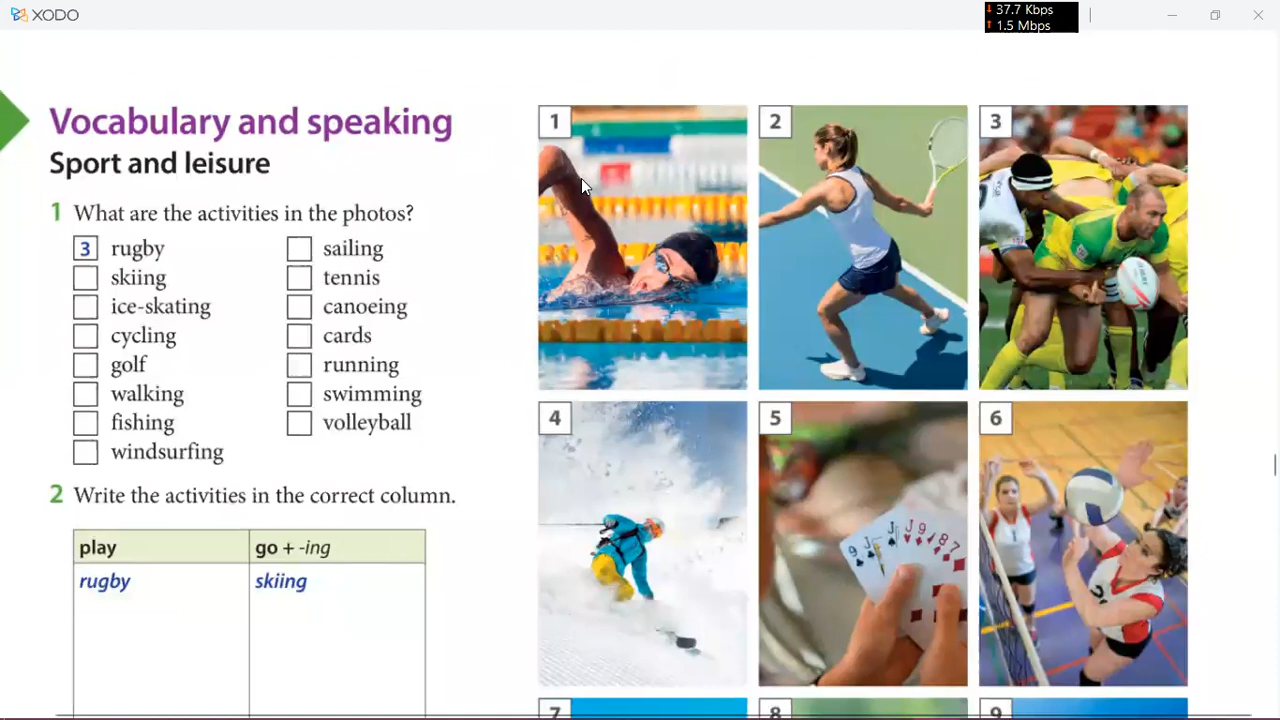 XODO
37.7 Kbps
1.5 Mbps
Vocabulary and speaking
Sport and leisure
1 What are the activities in the photos?
3 rugby
skiing
ice-skating
cycling
golf
walking
fishing
windsurfing
sailing
tennis
canoeing
cards
running
swimming
volleyball
2 Write the activities in the correct column.
play
go + -ing
rugby
skiing
1
2
3
4
5
6
7
8
9